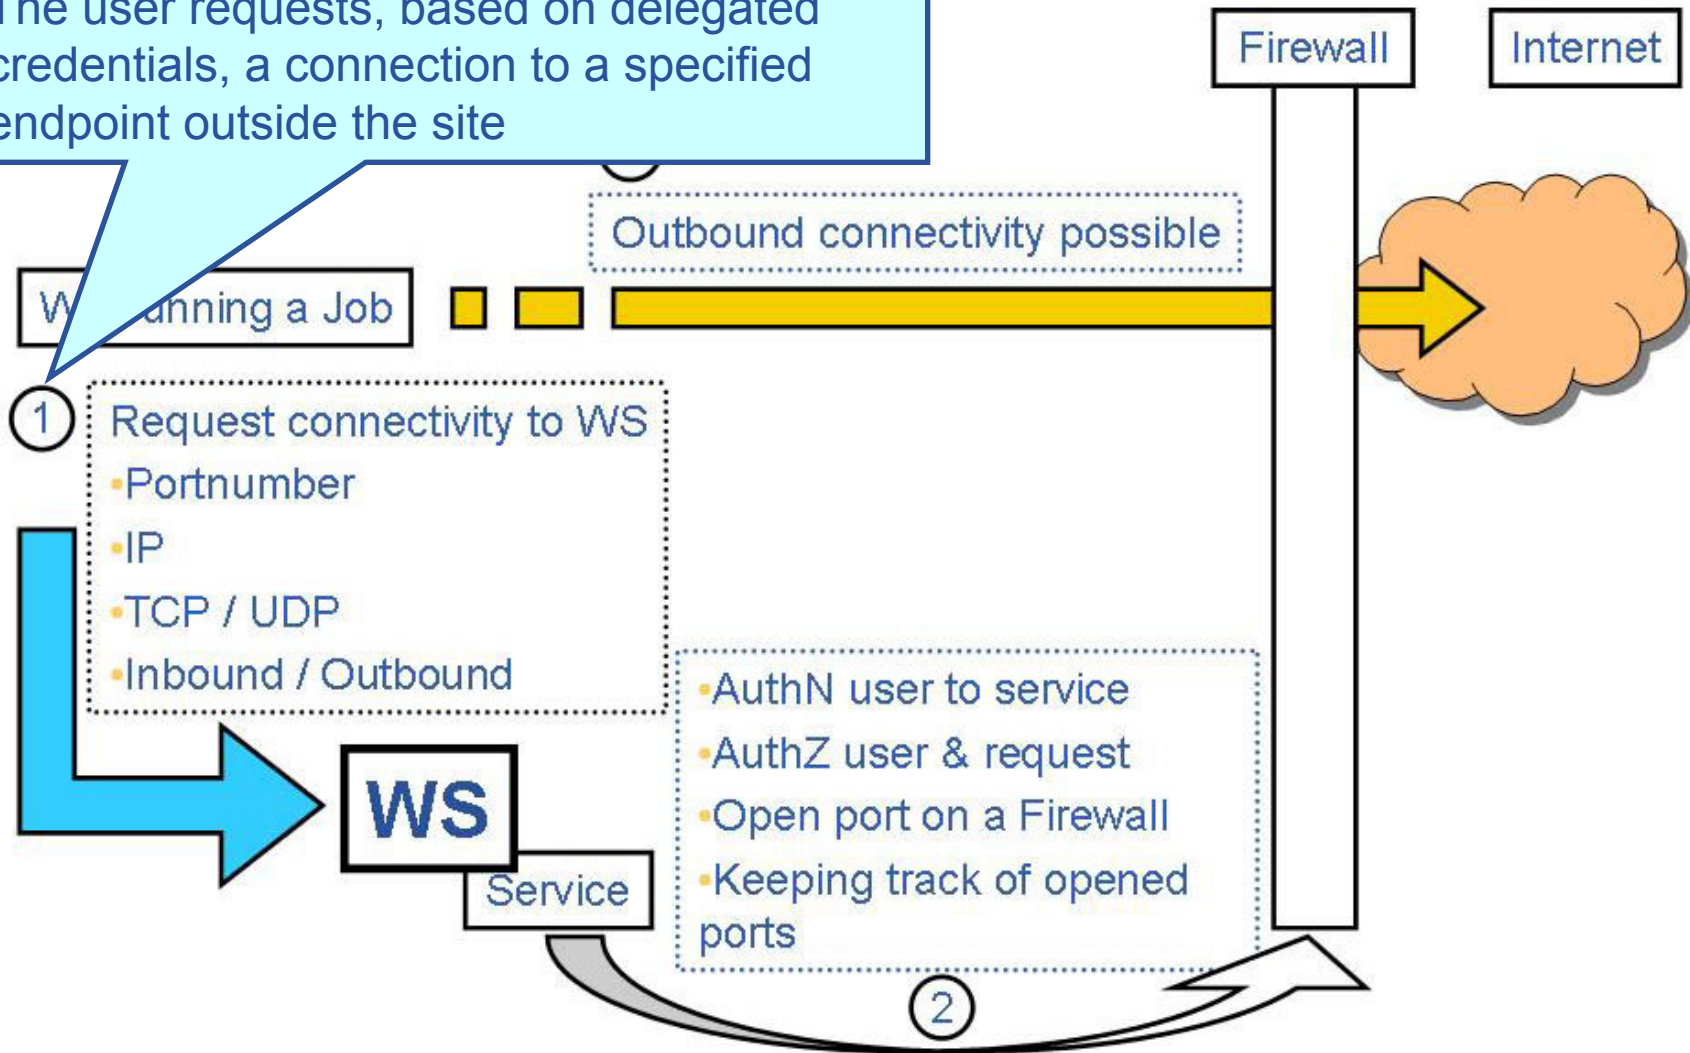 The user requests, based on delegated
credentials, a connection to a specified
endpoint outside the site
Firewall
Internet
Outbound connectivity possible
unning a Job
1
Request connectivity to WS
•Portnumber
•IP
•TCP / UDP
•Inbound / Outbound
•AuthN user to service
•AuthZ user & request
•Open port on a Firewall
•Keeping track of opened
ports
WS
Service
2